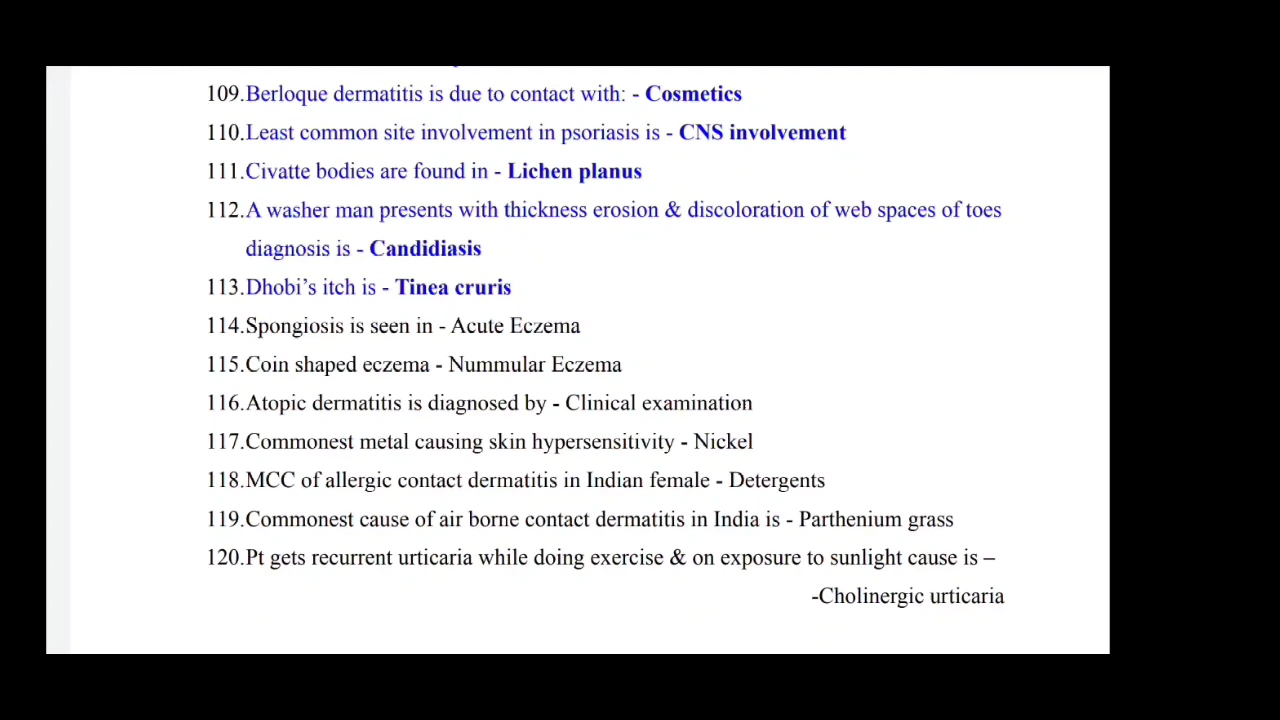 109.Berloque dermatitis is due to contact with: - Cosmetics
110.Least common site involvement in psoriasis is - CNS involvement
111.Civatte bodies are found in - Lichen planus
112.A washer man presents with thickness erosion & discoloration of web spaces of toes
diagnosis is - Candidiasis
113.Dhobi's itch is - Tinea cruris
114.Spongiosis is seen in - Acute Eczema
115.Coin shaped eczema - Nummular Eczema
116.Atopic dermatitis is diagnosed by - Clinical examination
117.Commonest metal causing skin hypersensitivity - Nickel
118.MCC of allergic contact dermatitis in Indian female - Detergents
119.Commonest cause of air borne contact dermatitis in India is - Parthenium grass
120.Pt gets recurrent urticaria while doing exercise & on exposure to sunlight cause is –
-Cholinergic urticaria